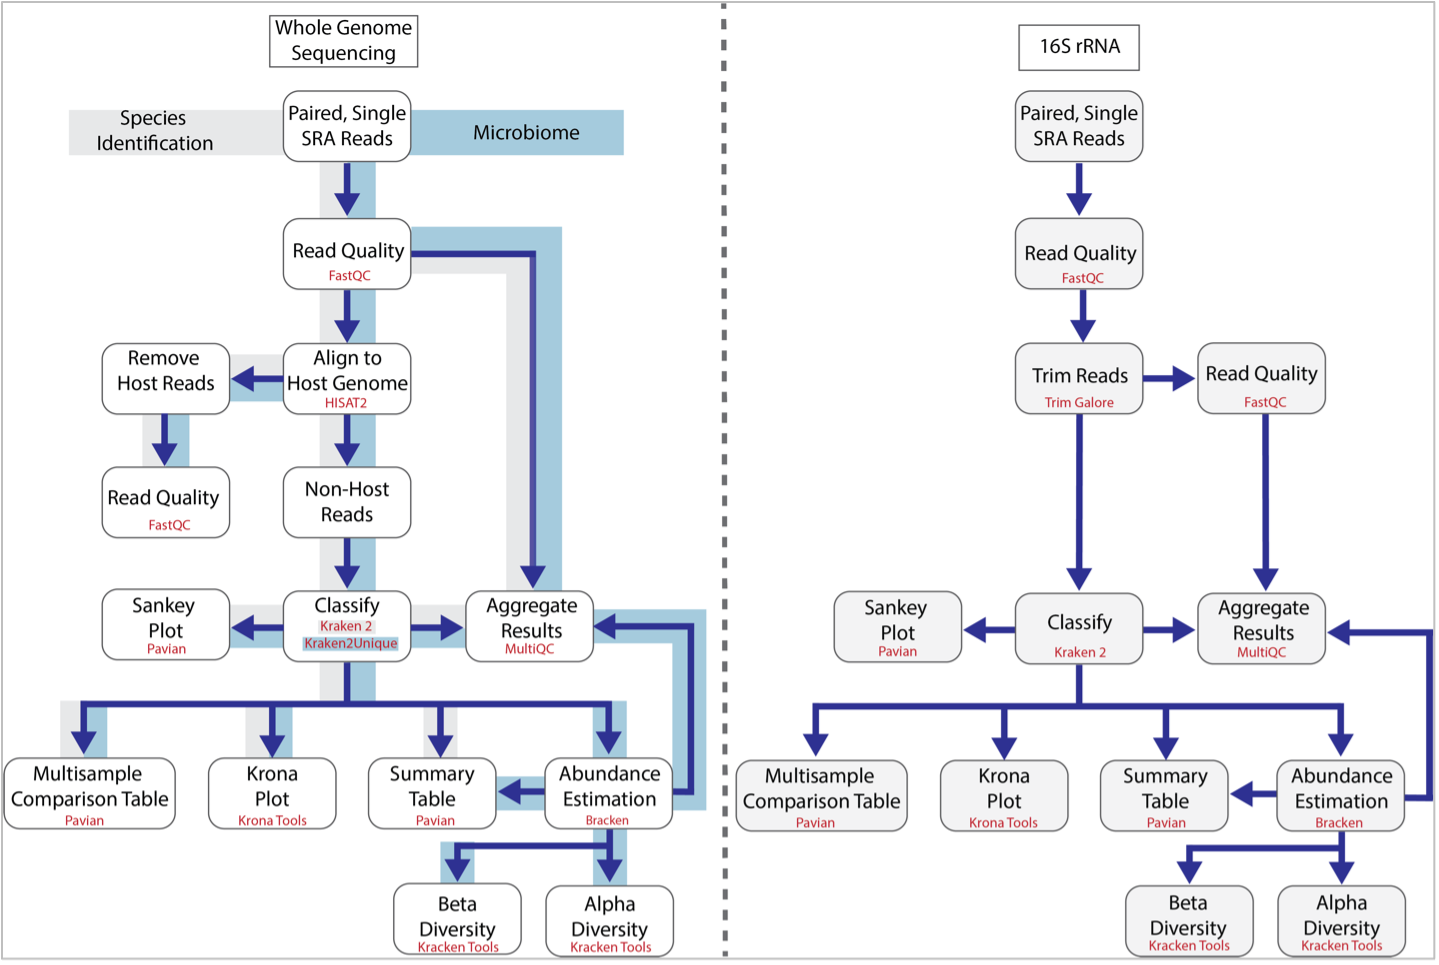 Whole Genome
Sequencing
Species
Identification
Paired, Single
SRA Reads
Microbiome
Read Quality
FastQC
Remove
Host Reads
Align to
Host Genome
HISAT2
Read Quality
FastQC
Non-Host
Reads
Sankey
Plot
Pavian
Classify
Kraken 2
Kraken2Unique
Aggregate
Results
MultiQC
Multisample
Comparison Table
Pavian
Krona
Plot
Krona Tools
Summary
Table
Pavian
Abundance
Estimation
Bracken
Beta
Diversity
Kracken Tools
Alpha
Diversity
Kracken Tools
16S rRNA
Paired, Single
SRA Reads
Read Quality
FastQC
Trim Reads
Trim Galore
Read Quality
FastQC
Sankey
Plot
Pavian
Classify
Kraken 2
Aggregate
Results
MultiQC
Multisample
Comparison Table
Pavian
Krona
Plot
Krona Tools
Summary
Table
Pavian
Abundance
Estimation
Bracken
Beta
Diversity
Kracken Tools
Alpha
Diversity
Kracken Tools